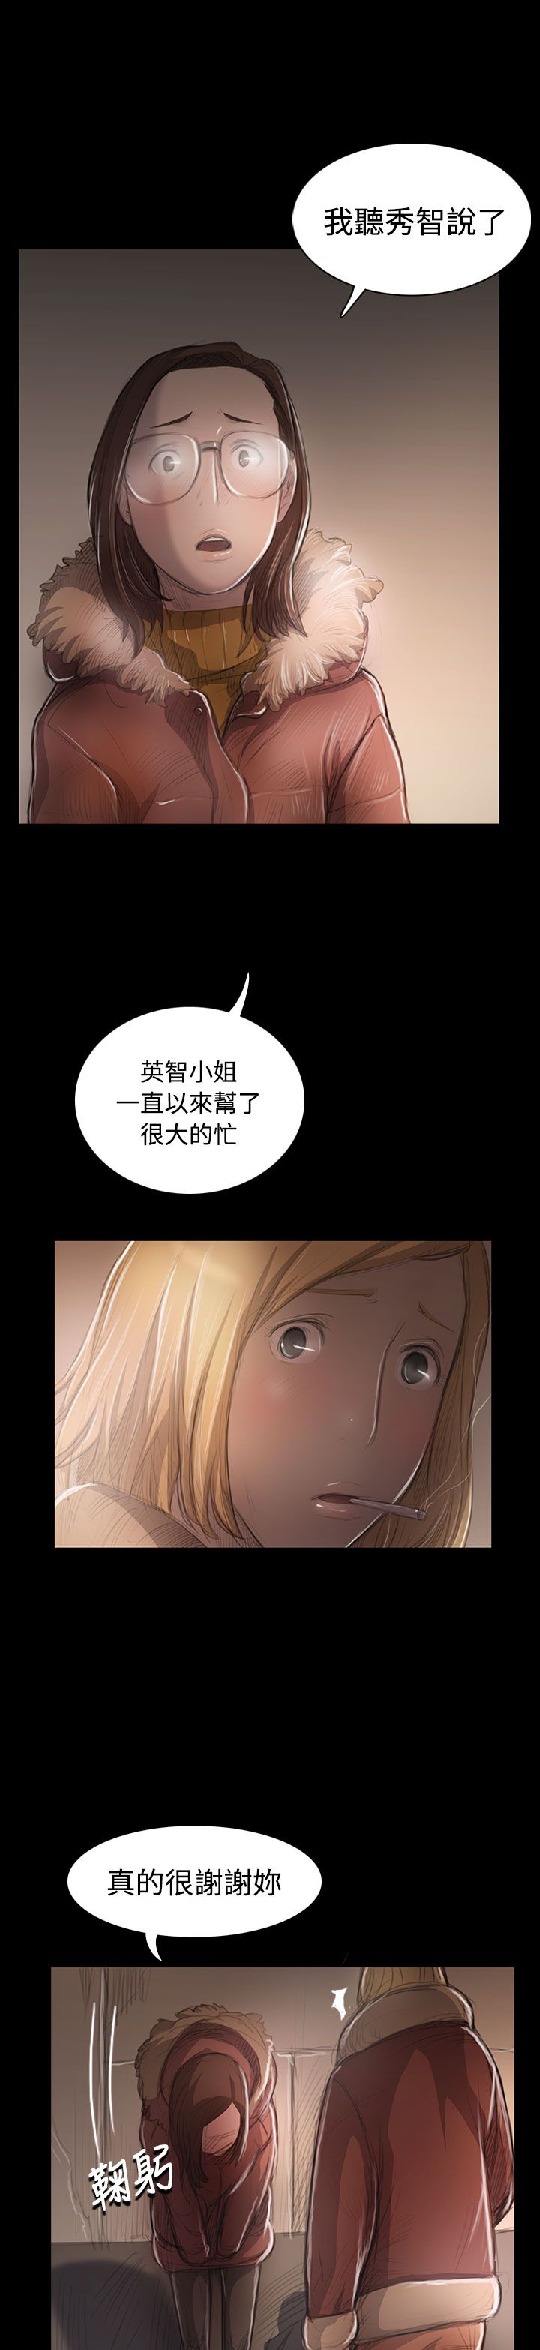 我聽秀智說了
英智小姐
一直以來幫了
很大的忙
真的很謝謝妳
鞠躬